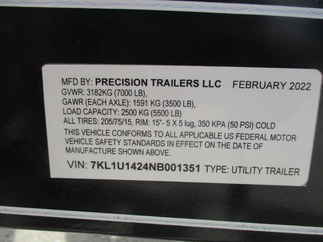 MFD BY: PRECISION TRAILERS LLC FEBRUARY 2022
GVWR: 3182KG (7000 LB)
GAWR (EACH AXLE): 1591 KG (3500 LB)
LOAD CAPACITY: 2500 KG (5500 LB)
ALL TIRES: 205/75/15, RIM: 15"- 5 X 5 lug, 350 KPA (50 PSI) COLD
THIS VEHICLE CONFORMS TO ALL APPLICABLE US FEDERAL MOTOR
VEHICLE SAFETY STANDARDS IN EFFECT ON THE DATE OF
MANUFACTURE SHOWN ABOVE.
VIN: 7KL1U1424NB001351 TYPE: UTILITY TRAILER